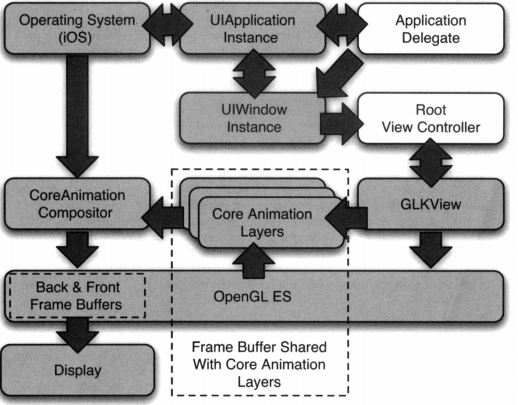 Operating System
(iOS)
UIApplication
Instance
Application
Delegate
UIWindow
Instance
Root
View Controller
CoreAnimation
Compositor
Core Animation
Layers
GLKView
Back & Front
Frame Buffers
OpenGL ES
Display
Frame Buffer Shared
With Core Animation
Layers